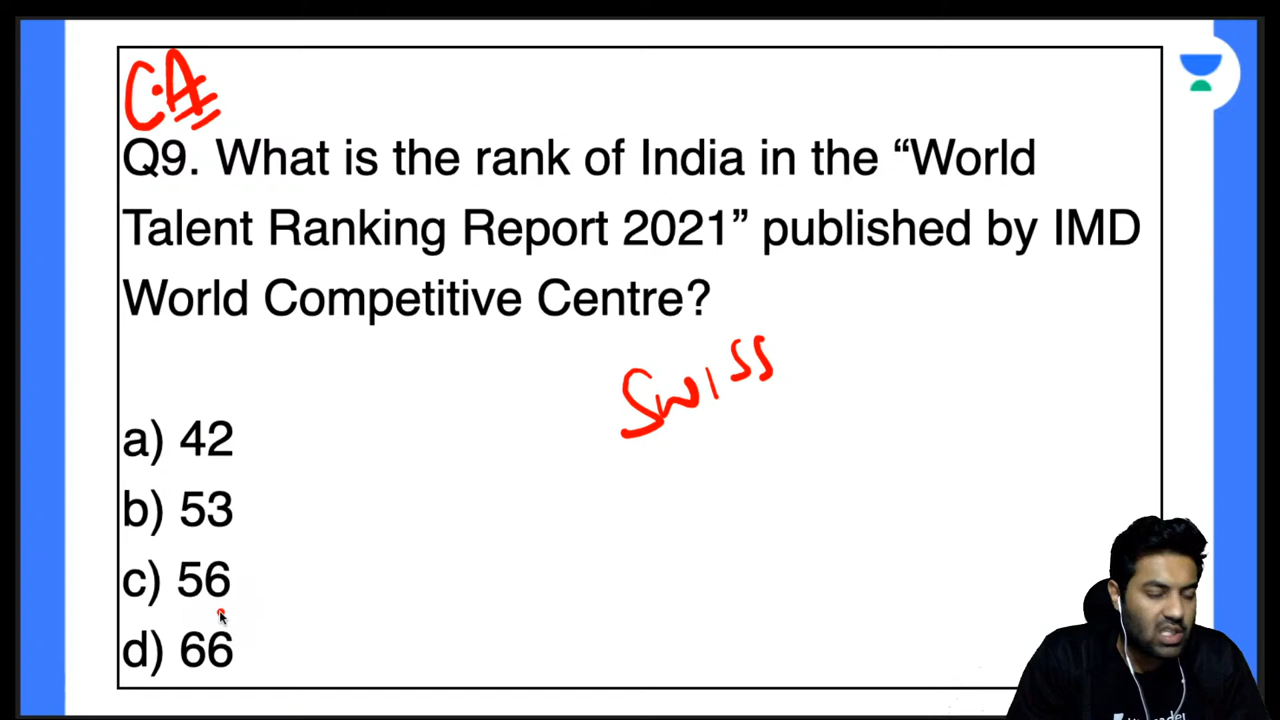 C.A
Q9. What is the rank of India in the “World
Talent Ranking Report 2021” published by IMD
World Competitive Centre?
Swiss
a) 42
b) 53
c) 56
d) 66